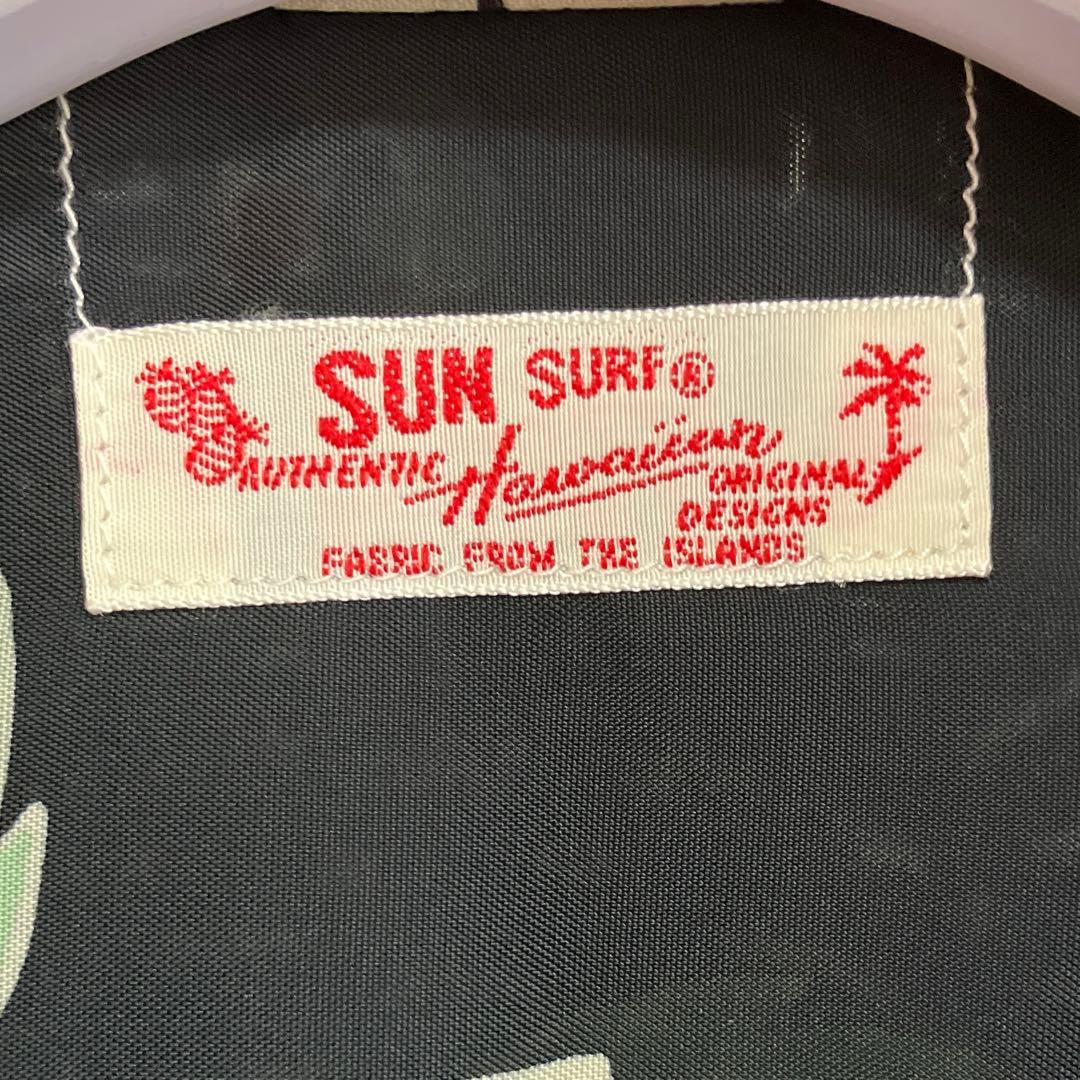 SUN SURF®
AUTHENTIC Hawaiian ORIGINAL
DESIGNS
FABRIC FROM THE ISLANDS